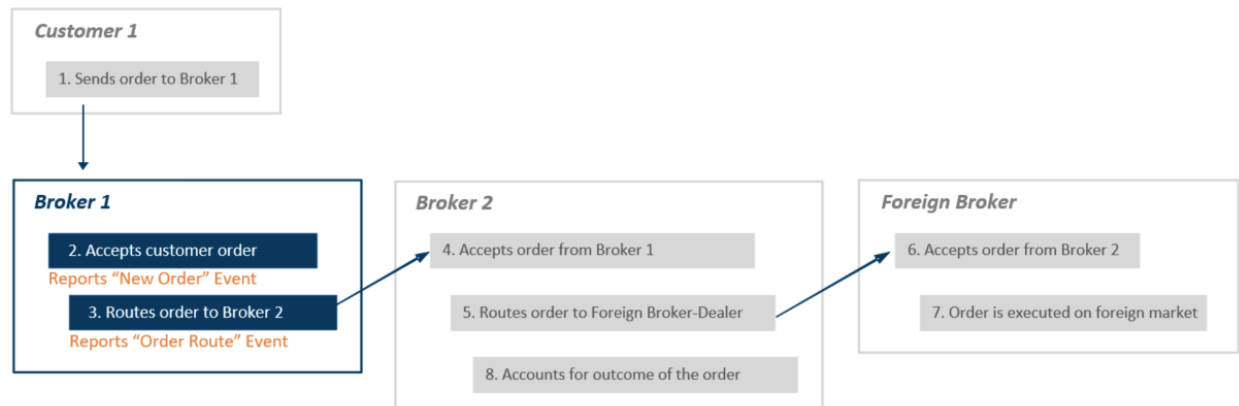 Customer 1
1. Sends order to Broker 1
Broker 1
2. Accepts customer order
Reports “New Order” Event
3. Routes order to Broker 2
Reports “Order Route” Event
Broker 2
4. Accepts order from Broker 1
5. Routes order to Foreign Broker-Dealer
8. Accounts for outcome of the order
Foreign Broker
6. Accepts order from Broker 2
7. Order is executed on foreign market